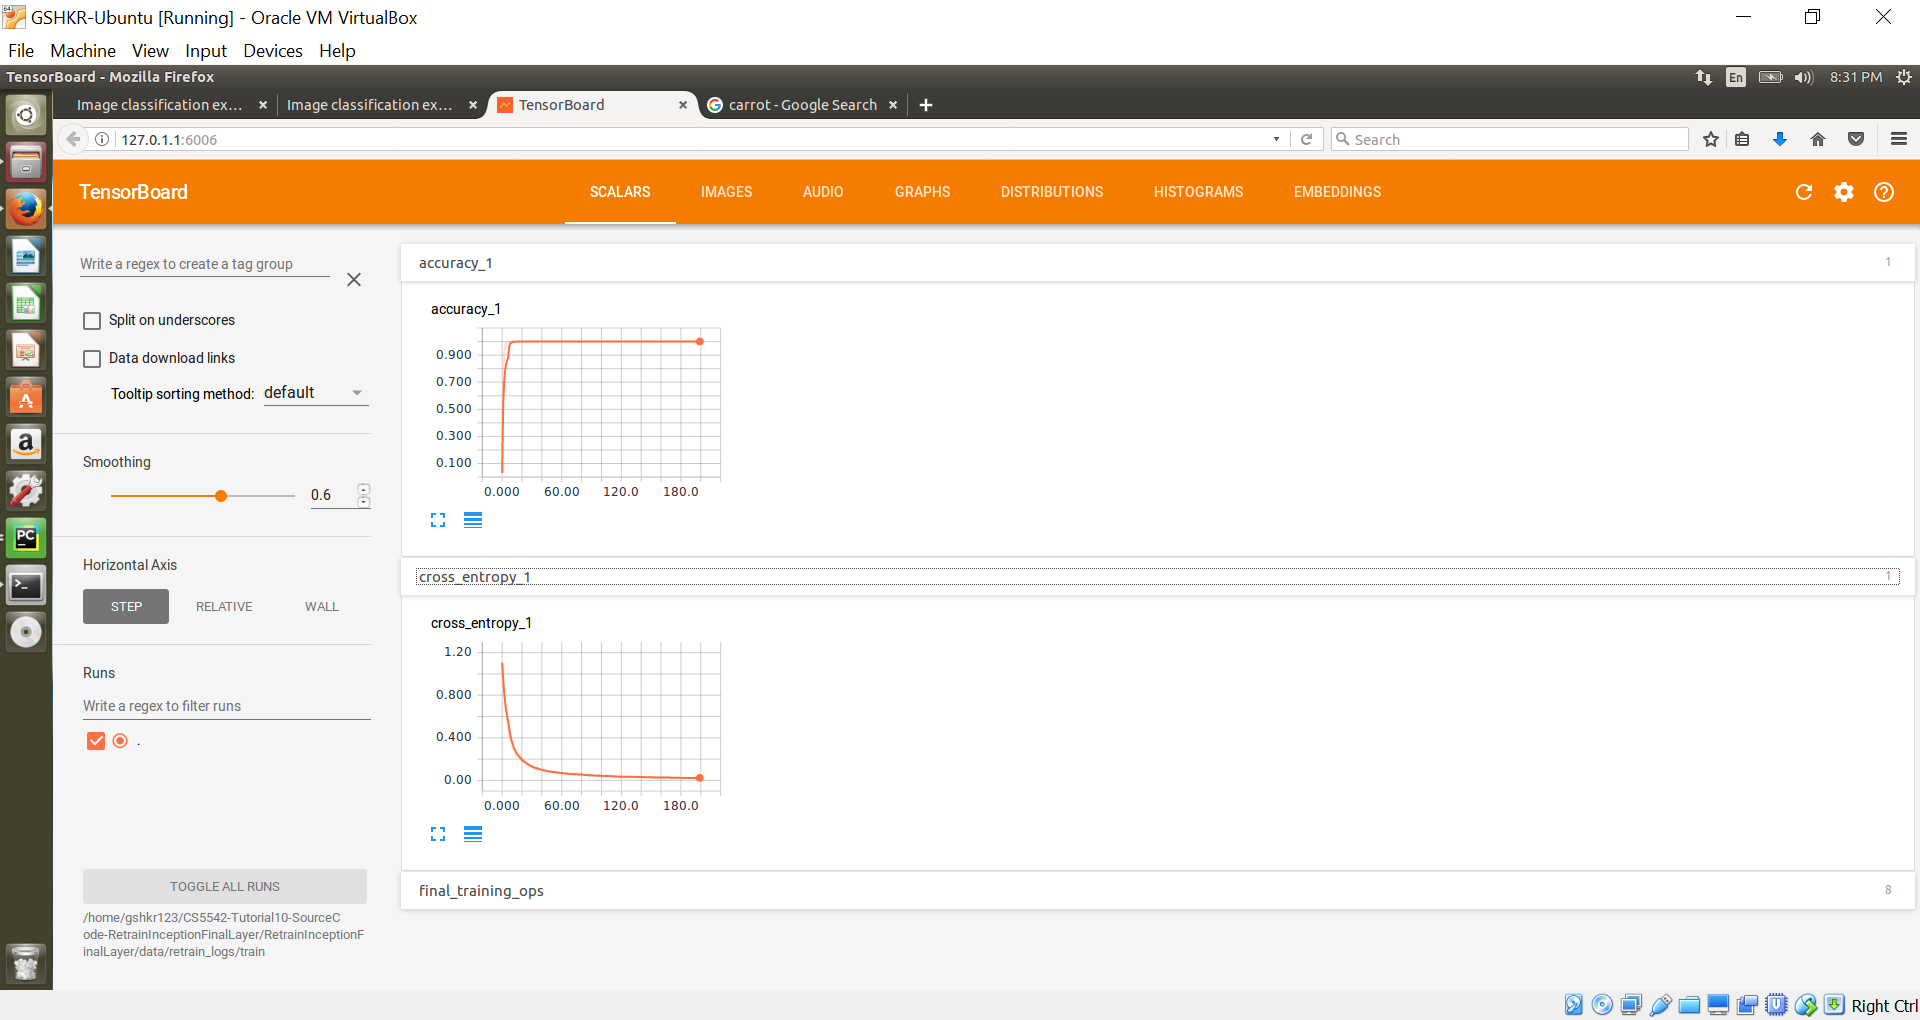 GSHKR-Ubuntu [Running] - Oracle VM VirtualBox
File Machine View Input Devices Help
TensorBoard - Mozilla Firefox
En
8:31 PM
Image classification ex...
Image classification ex...
TensorBoard
carrot - Google Search
127.0.1.1:6006
Search
TensorBoard
SCALARS
IMAGES
AUDIO
GRAPHS
DISTRIBUTIONS
HISTOGRAMS
EMBEDDINGS
Write a regex to create a tag group
Split on underscores
Data download links
Tooltip sorting method: default
Smoothing
0.6
Horizontal Axis
STEP
RELATIVE
WALL
Runs
Write a regex to filter runs
.
TOGGLE ALL RUNS
/home/gshkr123/CS5542-Tutorial10-SourceC
ode-RetrainInceptionFinalLayer/RetrainInceptionF
inalLayer/data/retrain_logs/train
accuracy_1
1
accuracy_1
0.900
0.700
0.500
0.300
0.100
0.000 60.00 120.0 180.0
cross_entropy_1
1
cross_entropy_1
1.20
0.800
0.400
0.00
0.000 60.00 120.0 180.0
final_training_ops
8
Right Ctrl